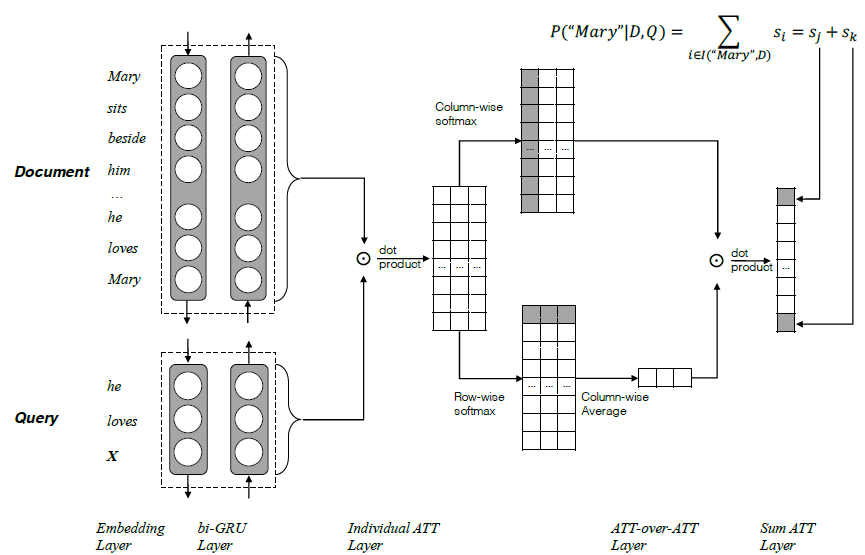 P("Mary"|D,Q) = ∑ s_i = s_j + s_k
i∈I("Mary",D)
Mary
sits
beside
him
...
he
loves
Mary
Document
Column-wise
softmax
dot
product
... ... ...
... ... ...
dot
product
...
he
loves
X
Query
Row-wise
softmax
... ... ...
Column-wise
Average
Embedding
Layer
bi-GRU
Layer
Individual ATT
Layer
ATT-over-ATT
Layer
Sum ATT
Layer